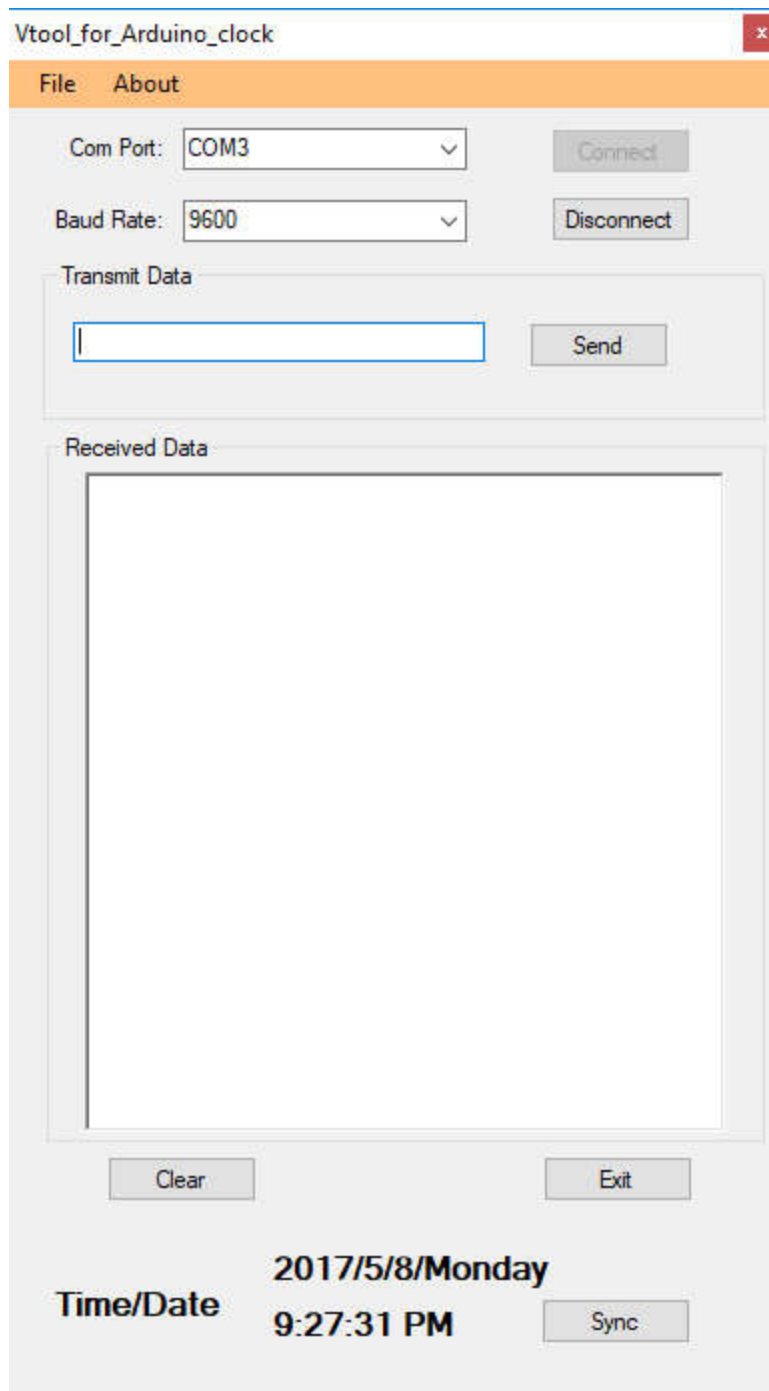 Vtool_for_Arduino_clock x
File About
Com Port: COM3 Connect
Baud Rate: 9600 Disconnect
Transmit Data
Send
Received Data
Clear Exit
2017/5/8/Monday
Time/Date
9:27:31 PM Sync